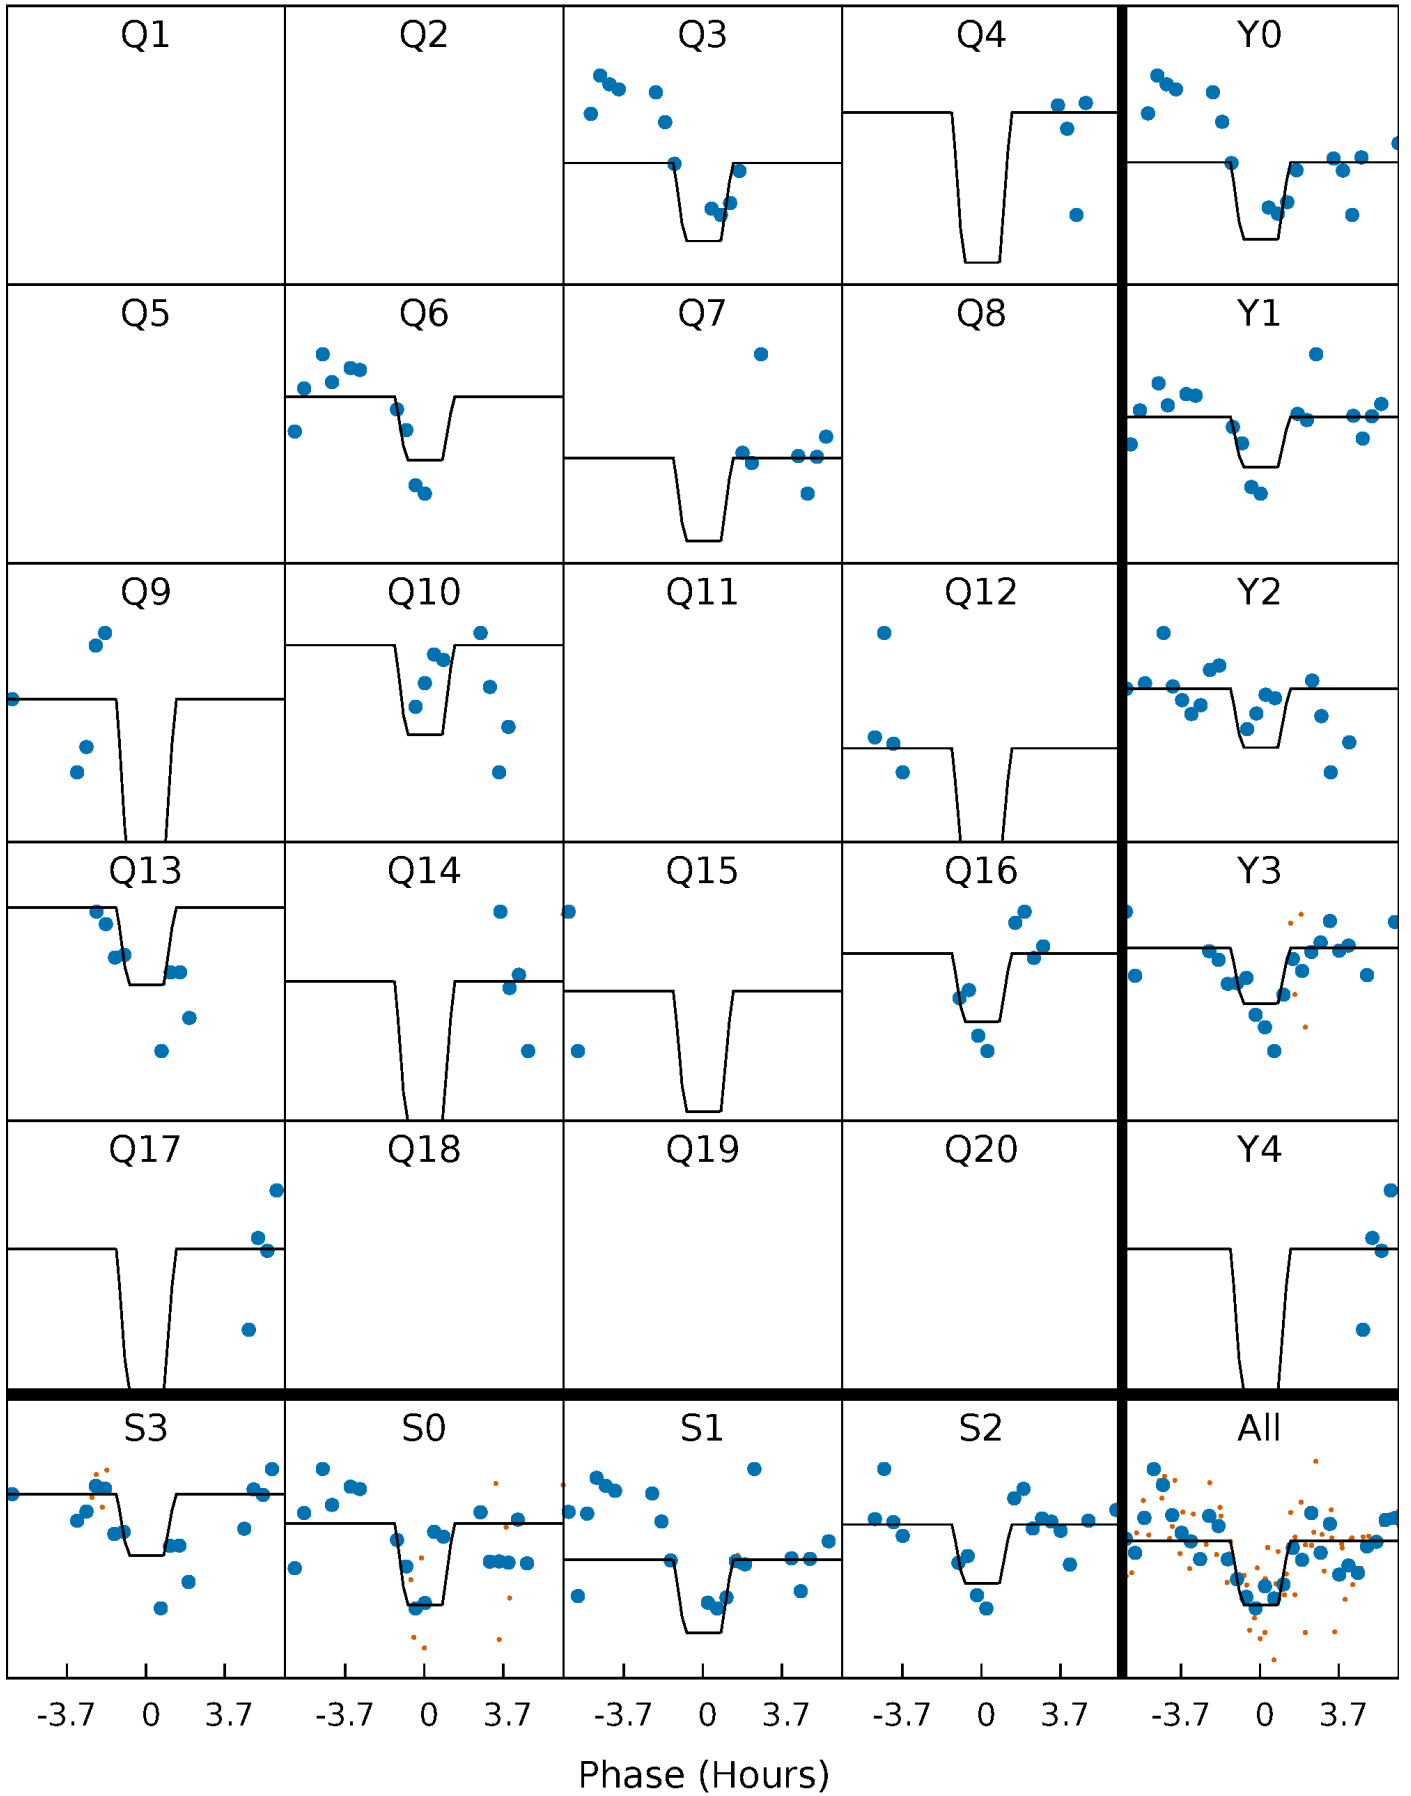 Q1 Q2 Q3 Q4 Y0
Q5 Q6 Q7 Q8 Y1
Q9 Q10 Q11 Q12 Y2
Q13 Q14 Q15 Q16 Y3
Q17 Q18 Q19 Q20 Y4
S3 S0 S1 S2 All
-3.7 0 3.7 -3.7 0 3.7 -3.7 0 3.7 -3.7 0 3.7 -3.7 0 3.7
Phase (Hours)